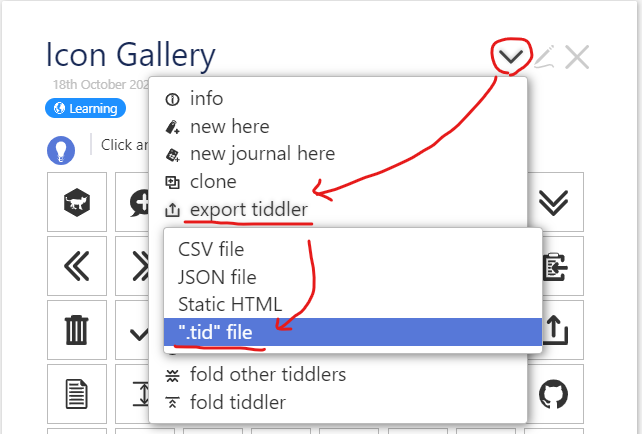 Icon Gallery
18th October 202
Learning
Click an
info
new here
new journal here
clone
export tiddler
CSV file
JSON file
Static HTML
".tid" file
fold other tiddlers
fold tiddler